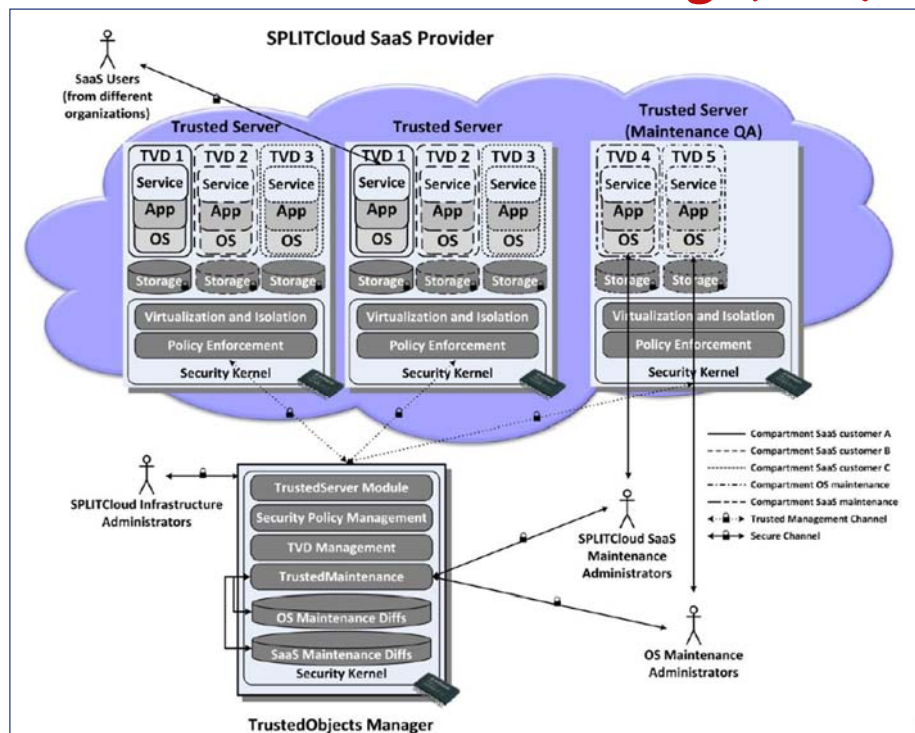 SPLITCloud SaaS Provider
SaaS Users
(from different
organizations)
Trusted Server
Trusted Server
Trusted Server
(Maintenance QA)
TVD 1
TVD 2
TVD 3
Service
Service
Service
App
App
App
OS
OS
OS
Storage
Storage
Storage
Virtualization and Isolation
Policy Enforcement
Security Kernel
TVD 1
TVD 2
TVD 3
Service
Service
Service
App
App
App
OS
OS
OS
Storage
Storage
Storage
Virtualization and Isolation
Policy Enforcement
Security Kernel
TVD 4
TVD 5
Service
Service
App
App
OS
OS
Storage
Storage
Virtualization and Isolation
Policy Enforcement
Security Kernel
Compartment SaaS customer A
Compartment SaaS customer B
Compartment SaaS customer C
Compartment OS maintenance
Compartment SaaS maintenance
Trusted Management Channel
Secure Channel
SPLITCloud Infrastructure
Administrators
TrustedServer Module
Security Policy Management
TVD Management
TrustedMaintenance
OS Maintenance Diffs
SaaS Maintenance Diffs
Security Kernel
TrustedObjects Manager
SPLITCloud SaaS
Maintenance
Administrators
OS Maintenance
Administrators